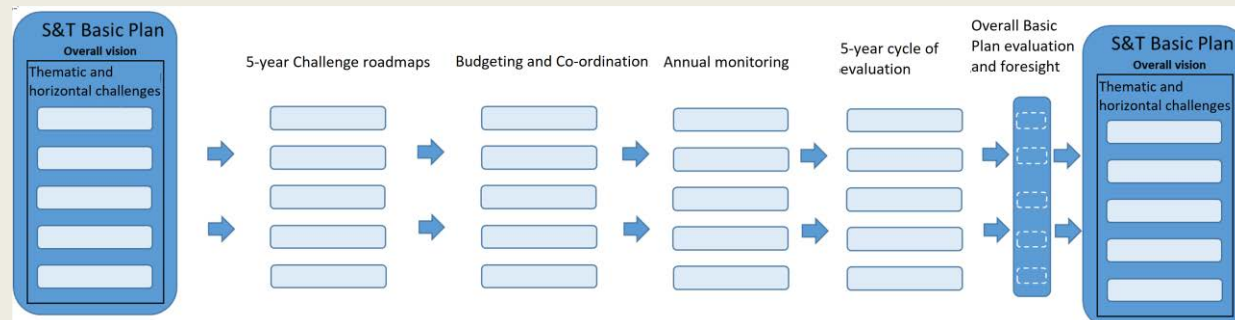 S&T Basic Plan
Overall vision
Thematic and
horizontal challenges
5-year Challenge roadmaps
Budgeting and Co-ordination
Annual monitoring
5-year cycle of
evaluation
Overall Basic
Plan evaluation
and foresight
S&T Basic Plan
Overall vision
Thematic and
horizontal challenges